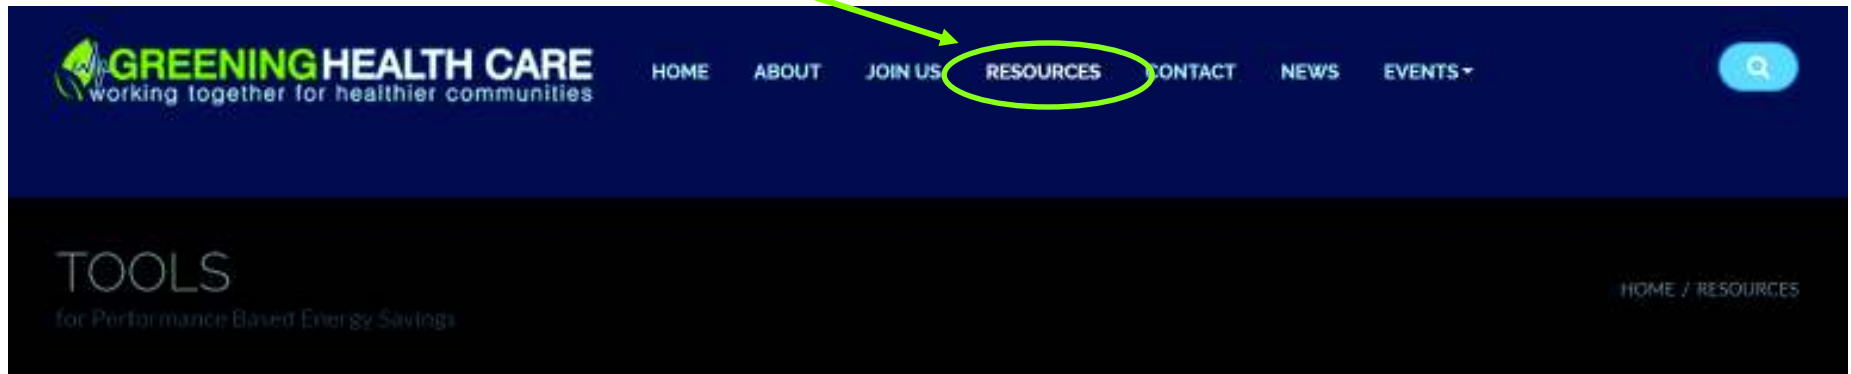 GREENING HEALTH CARE
working together for healthier communities
HOME ABOUT JOIN US RESOURCES CONTACT NEWS EVENTS
TOOLS
HOME / RESOURCES
for Performance Based Energy Savings